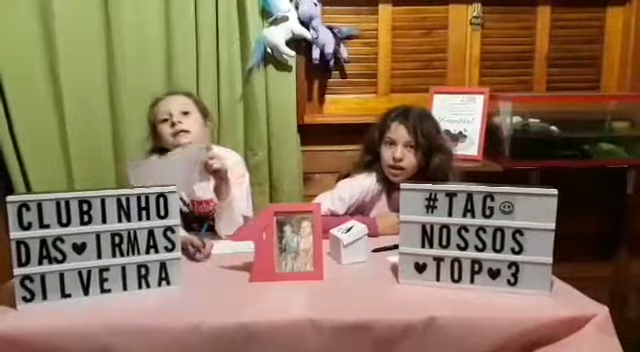 CLUBINHO
DAS♥IRMAS
SILVEIRA
#TAG☺
NOSSOS
♥TOP♥3